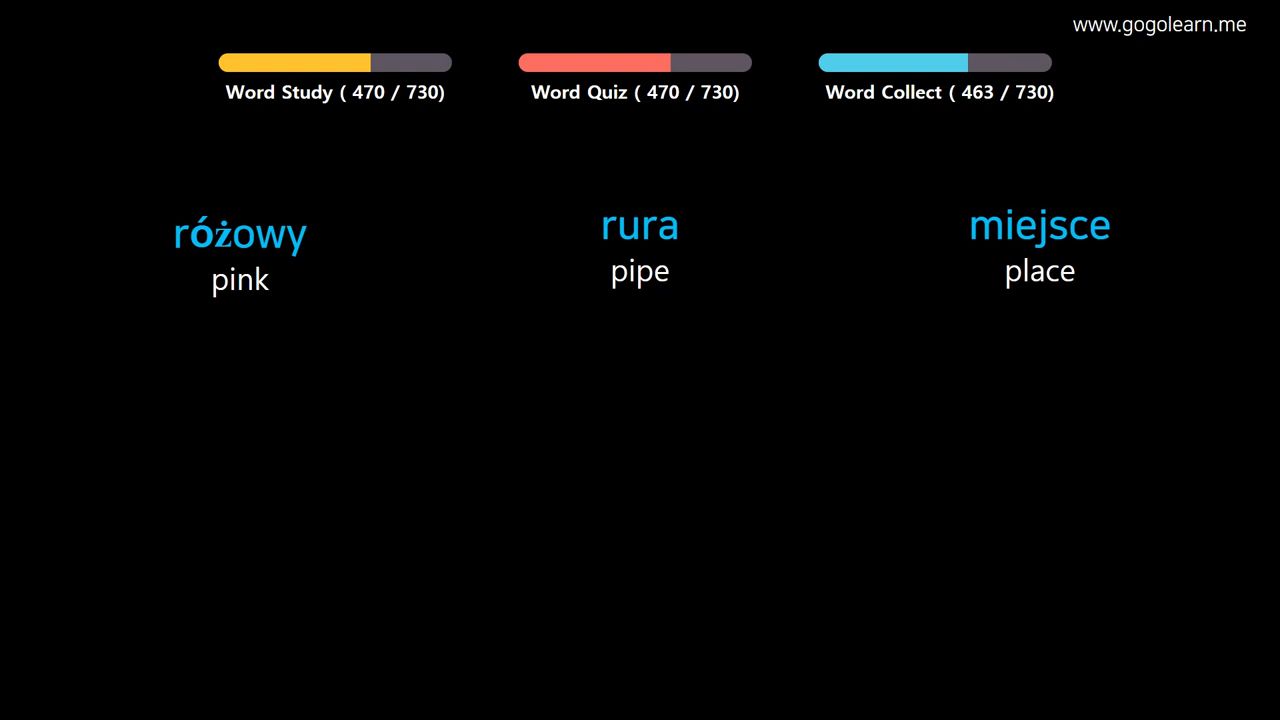 www.gogolearn.me
Word Study ( 470 / 730)
Word Quiz ( 470 / 730)
Word Collect ( 463 / 730)
różowy
pink
rura
pipe
miejsce
place